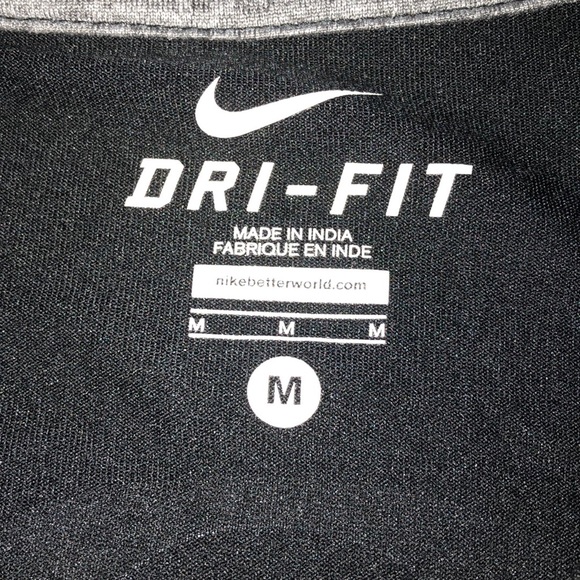 DRI-FIT
MADE IN INDIA
FABRIQUE EN INDE
nikebetterworld.com
M M M
M